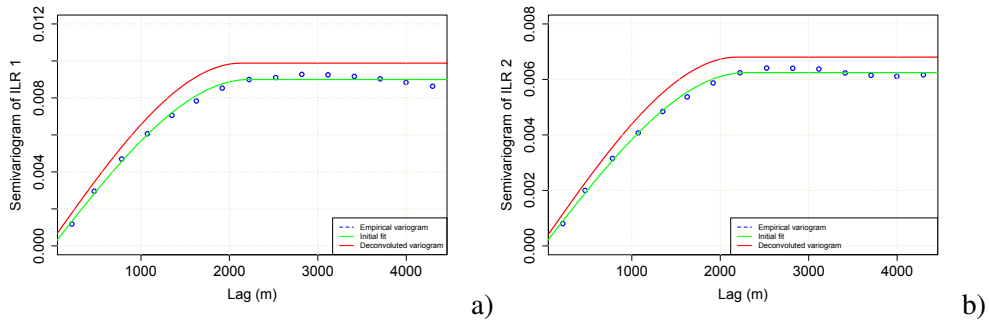 0.012
0.008
0.004
0.000
Semivariogram of ILR 1
1000 2000 3000 4000
Lag (m)
Empirical variogram
Initial fit
Deconvoluted variogram
a)
0.008
0.006
0.004
0.002
0.000
Semivariogram of ILR 2
1000 2000 3000 4000
Lag (m)
Empirical variogram
Initial fit
Deconvoluted variogram
b)